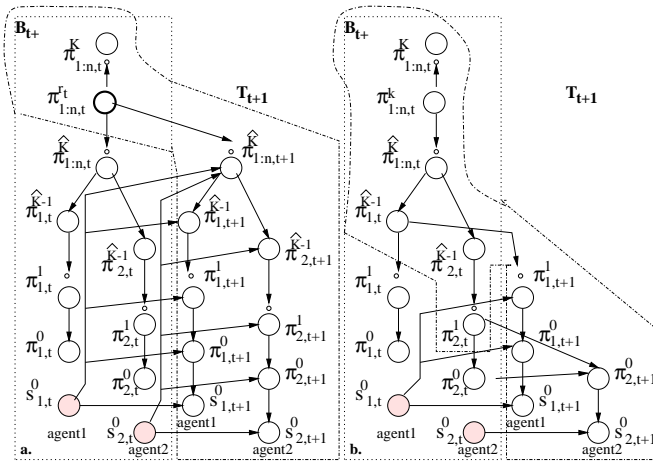 B_{t+}
π^K_{1:n,t}
π^{r_t}_{1:n,t}
T_{t+1}
π^{K̂}_{1:n,t}
π^{K̂}_{1:n,t+1}
π^{K̂-1}_{1,t}
π^{K̂-1}_{1,t+1}
π^{K̂-1}_{2,t}
π^{K̂-1}_{2,t+1}
π^1_{1,t}
π^1_{1,t+1}
π^1_{2,t}
π^1_{2,t+1}
π^0_{1,t}
π^0_{1,t+1}
π^0_{2,t}
π^0_{2,t+1}
s^0_{1,t}
s^0_{1,t+1}
agent1
agent1
s^0_{2,t}
s^0_{2,t+1}
a.
agent2
agent2
B_{t+}
π^K_{1:n,t}
π^k_{1:n,t}
T_{t+1}
π^{K̂}_{1:n,t}
π^{K̂-1}_{1,t}
π^{K̂-1}_{2,t}
π^1_{1,t}
π^1_{1,t+1}
π^1_{2,t}
π^0_{1,t}
π^0_{1,t+1}
π^0_{2,t}
π^0_{2,t+1}
s^0_{1,t}
s^0_{1,t+1}
agent1
agent1
s^0_{2,t}
s^0_{2,t+1}
b.
agent2
agent2